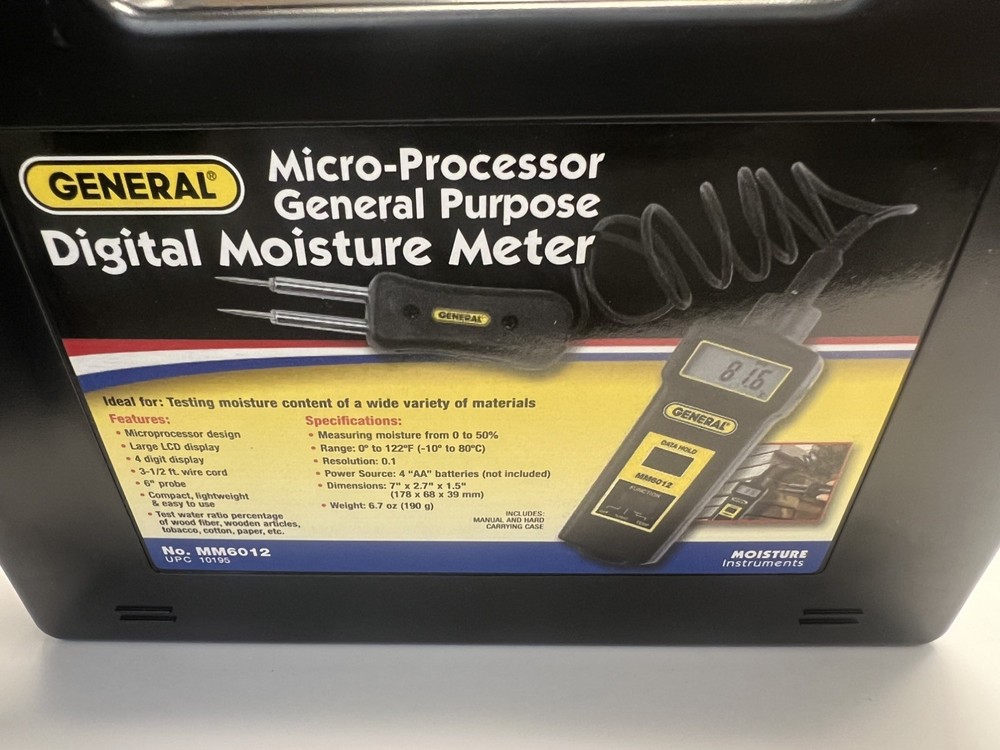 GENERAL®
Micro-Processor
General Purpose
Digital Moisture Meter
GENERAL
81.6
GENERAL®
DATA HOLD
MM6012
FUNCTION
Ideal for: Testing moisture content of a wide variety of materials
Features:
• Microprocessor design
• Large LCD display
• 4 digit display
• 3-1/2 ft. wire cord
• 6" probe
• Compact, lightweight
& easy to use
• Test water ratio percentage
of wood fiber, wooden articles,
tobacco, cotton, paper, etc.
Specifications:
• Measuring moisture from 0 to 50%
• Range: 0° to 122°F (-10° to 80°C)
• Resolution: 0.1
• Power Source: 4 "AA" batteries (not included)
• Dimensions: 7" x 2.7" x 1.5"
(178 x 68 x 39 mm)
• Weight: 6.7 oz (190 g)
INCLUDES:
MANUAL AND HARD
CARRYING CASE
No. MM6012
UPC 10195
MOISTURE
Instruments